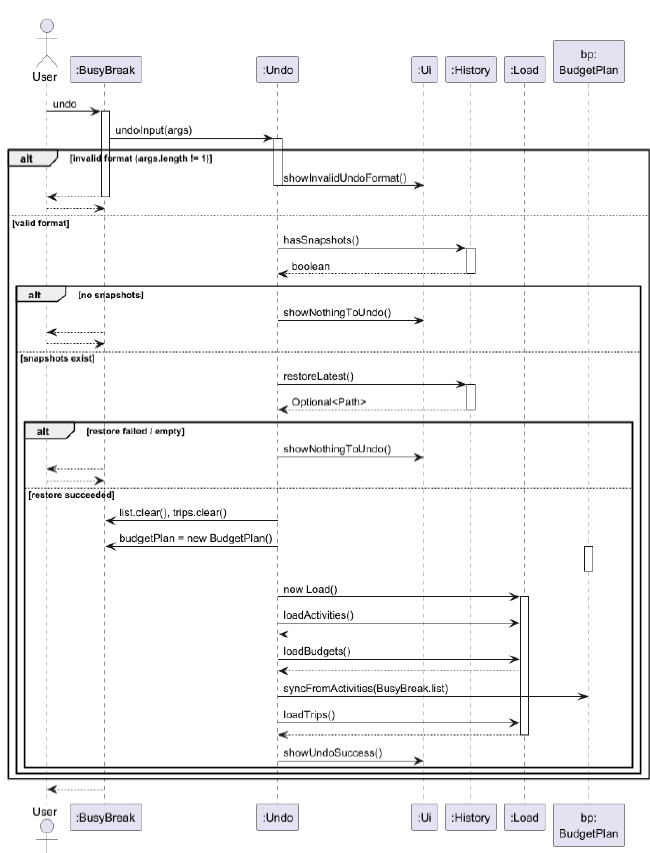 User
:BusyBreak
:Undo
:Ui
:History
:Load
bp:
BudgetPlan
undo
undoInput(args)
alt
[invalid format (args.length != 1)]
showInvalidUndoFormat()
[valid format]
hasSnapshots()
boolean
alt
[no snapshots]
showNothingToUndo()
[snapshots exist]
restoreLatest()
Optional<Path>
alt
[restore failed / empty]
showNothingToUndo()
[restore succeeded]
list.clear(), trips.clear()
budgetPlan = new BudgetPlan()
new Load()
loadActivities()
loadBudgets()
syncFromActivities(BusyBreak.list)
loadTrips()
showUndoSuccess()
User
:BusyBreak
:Undo
:Ui
:History
:Load
bp:
BudgetPlan